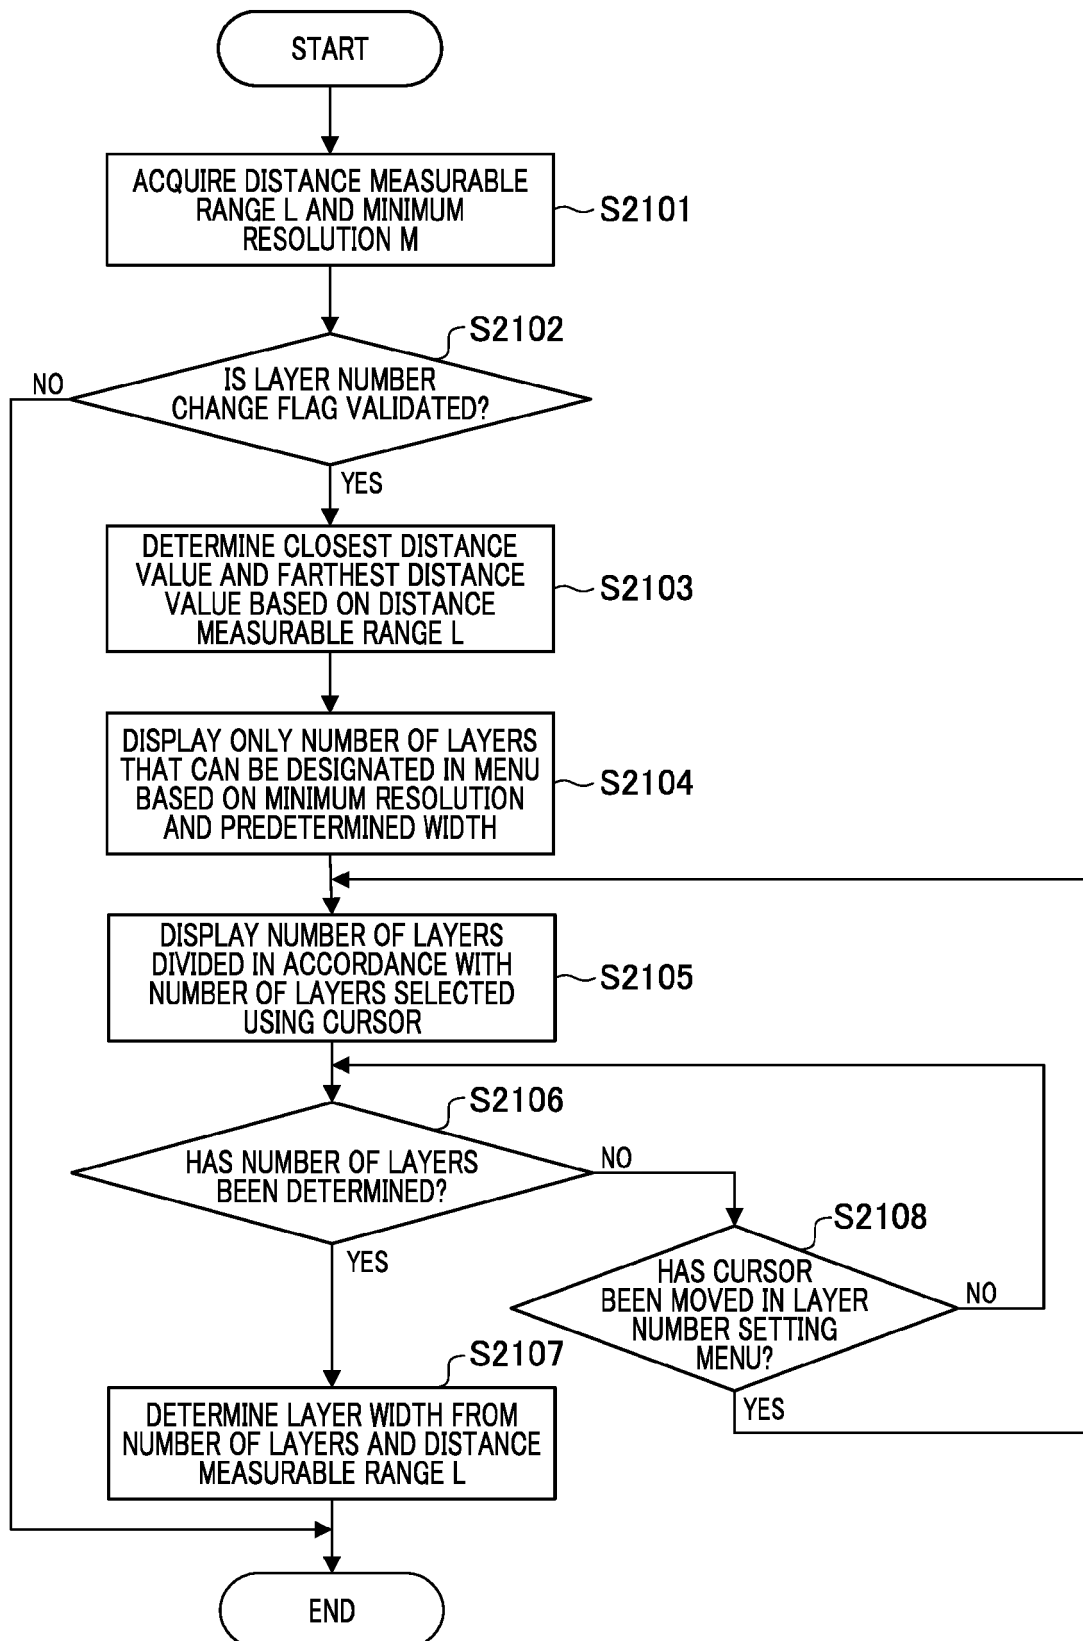 START
ACQUIRE DISTANCE MEASURABLE
RANGE L AND MINIMUM
RESOLUTION M
S2101
S2102
IS LAYER NUMBER
CHANGE FLAG VALIDATED?
NO
YES
DETERMINE CLOSEST DISTANCE
VALUE AND FARTHEST DISTANCE
VALUE BASED ON DISTANCE
MEASURABLE RANGE L
S2103
DISPLAY ONLY NUMBER OF LAYERS
THAT CAN BE DESIGNATED IN MENU
BASED ON MINIMUM RESOLUTION
AND PREDETERMINED WIDTH
S2104
DISPLAY NUMBER OF LAYERS
DIVIDED IN ACCORDANCE WITH
NUMBER OF LAYERS SELECTED
USING CURSOR
S2105
S2106
HAS NUMBER OF LAYERS
BEEN DETERMINED?
NO
YES
S2108
HAS CURSOR
BEEN MOVED IN LAYER
NUMBER SETTING
MENU?
NO
YES
S2107
DETERMINE LAYER WIDTH FROM
NUMBER OF LAYERS AND DISTANCE
MEASURABLE RANGE L
END